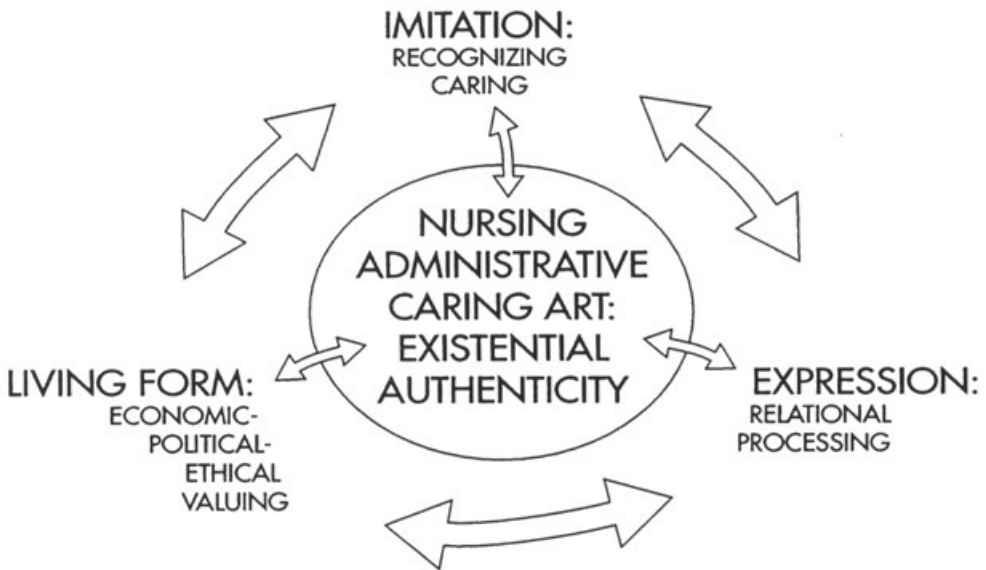 IMITATION:
RECOGNIZING
CARING
NURSING
ADMINISTRATIVE
CARING ART:
EXISTENTIAL
AUTHENTICITY
LIVING FORM:
ECONOMIC-
POLITICAL-
ETHICAL
VALUING
EXPRESSION:
RELATIONAL
PROCESSING